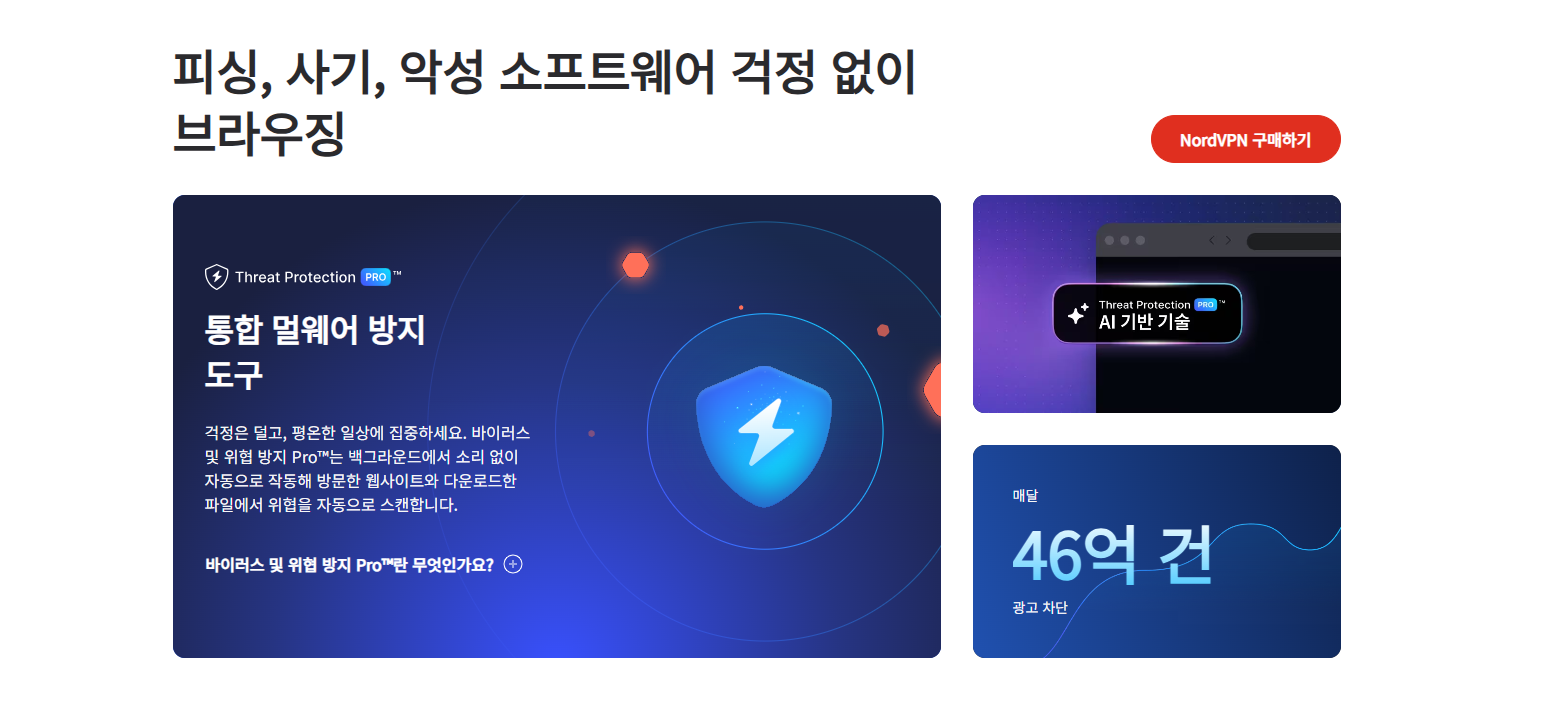 피싱, 사기, 악성 소프트웨어 걱정 없이
브라우징
NordVPN 구매하기
Threat Protection PRO ™
통합 멀웨어 방지
도구
걱정은 덜고, 평온한 일상에 집중하세요. 바이러스
및 위협 방지 Pro™는 백그라운드에서 소리 없이
자동으로 작동해 방문한 웹사이트와 다운로드한
파일에서 위협을 자동으로 스캔합니다.
바이러스 및 위협 방지 Pro™란 무엇인가요?
Threat Protection PRO ™
AI 기반 기술
매달
46억 건
광고 차단